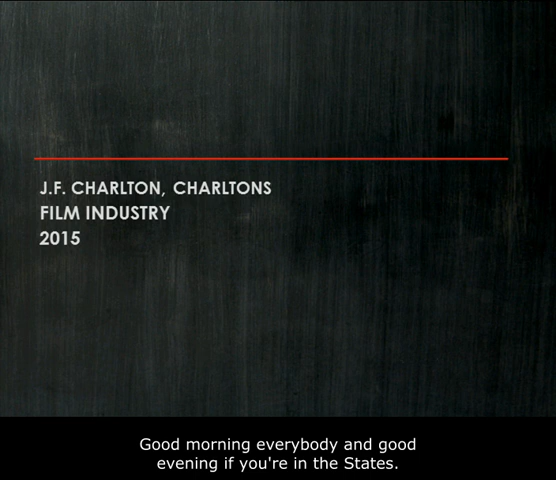 J.F. CHARLTON, CHARLTONS
FILM INDUSTRY
2015
Good morning everybody and good
evening if you're in the States.